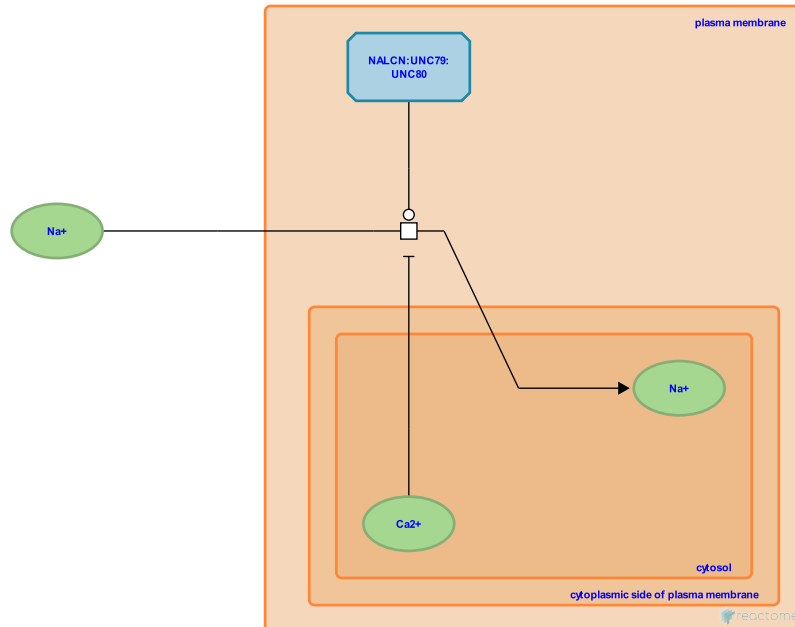 plasma membrane
NALCN:UNC79:
UNC80
Na+
Na+
Ca2+
cytosol
cytoplasmic side of plasma membrane
reactome